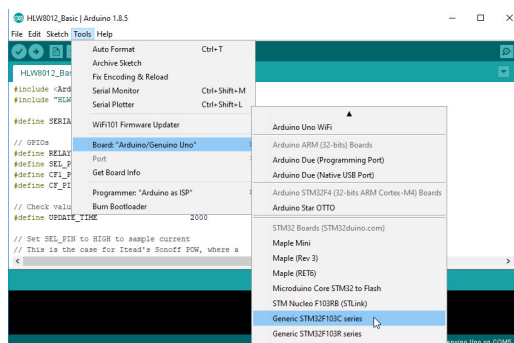 HLW8012_Basic | Arduino 1.8.5
File Edit Sketch Tools Help
HLW8012_Bas
#include <Ard
#include "HLW
#define SERIA
// GPIOs
#define RELAY
#define SEL_P
#define CF1_P
#define CF_PI
// Check valu
#define UPDATE_TIME 2000
// Set SEL_PIN to HIGH to sample current
// This is the case for Itead's Sonoff POW, where a
Auto Format Ctrl+T
Archive Sketch
Fix Encoding & Reload
Serial Monitor Ctrl+Shift+M
Serial Plotter Ctrl+Shift+L
WiFi101 Firmware Updater
Board: "Arduino/Genuino Uno"
Port
Get Board Info
Programmer: "Arduino as ISP"
Burn Bootloader
Arduino Uno WiFi
Arduino ARM (32-bits) Boards
Arduino Due (Programming Port)
Arduino Due (Native USB Port)
Arduino STM32F4 (32-bits ARM Cortex-M4) Boards
Arduino Star OTTO
STM32 Boards (STM32duino.com)
Maple Mini
Maple (Rev 3)
Maple (RET6)
Microduino Core STM32 to Flash
STM Nucleo F103RB (STLink)
Generic STM32F103C series
Generic STM32F103R series